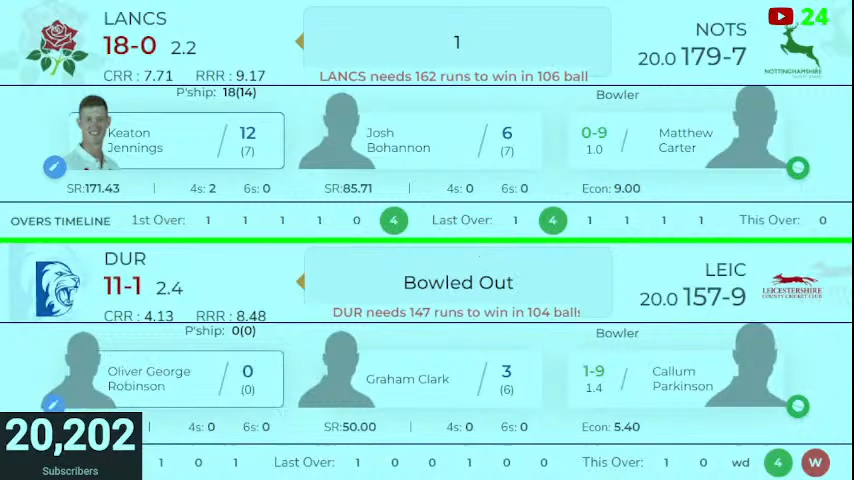 LANCS
18-0 2.2
CRR : 7.71 RRR : 9.17
1
LANCS needs 162 runs to win in 106 ball
24
NOTS
20.0 179-7
NOTTINGHAMSHIRE
P'ship: 18(14)
Bowler
Keaton Jennings 12 (7)
Josh Bohannon 6 (7)
0-9 1.0 Matthew Carter
SR:171.43 | 4s: 2 6s: 0
SR:85.71 | 4s: 0 6s: 0
Econ: 9.00
OVERS TIMELINE 1st Over: 1 1 1 1 0 4 Last Over: 1 4 1 1 1 1 This Over: 0
DUR
11-1 2.4
CRR : 4.13 RRR : 8.48
Bowled Out
DUR needs 147 runs to win in 104 balls
LEIC
20.0 157-9
LEICESTERSHIRE
COUNTY CRICKET CLUB
P'ship: 0(0)
Bowler
Oliver George Robinson 0 (0)
Graham Clark 3 (6)
1-9 1.4 Callum Parkinson
| 4s: 0 6s: 0
SR:50.00 | 4s: 0 6s: 0
Econ: 5.40
20,202
Subscribers
1 0 1 Last Over: 1 0 0 1 0 0 This Over: 1 0 wd 4 W